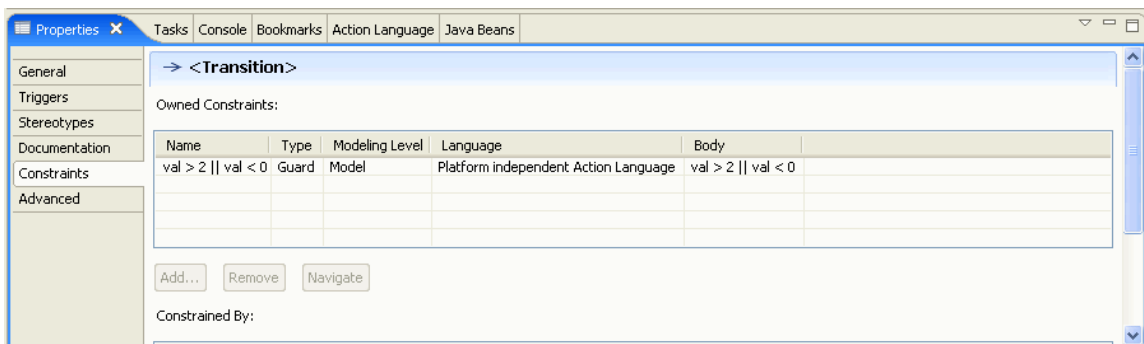 Properties Tasks Console Bookmarks Action Language Java Beans
General
Triggers
Stereotypes
Documentation
Constraints
Advanced
<Transition>
Owned Constraints:
Name Type Modeling Level Language Body
val > 2 || val < 0 Guard Model Platform independent Action Language val > 2 || val < 0
Add... Remove Navigate
Constrained By: